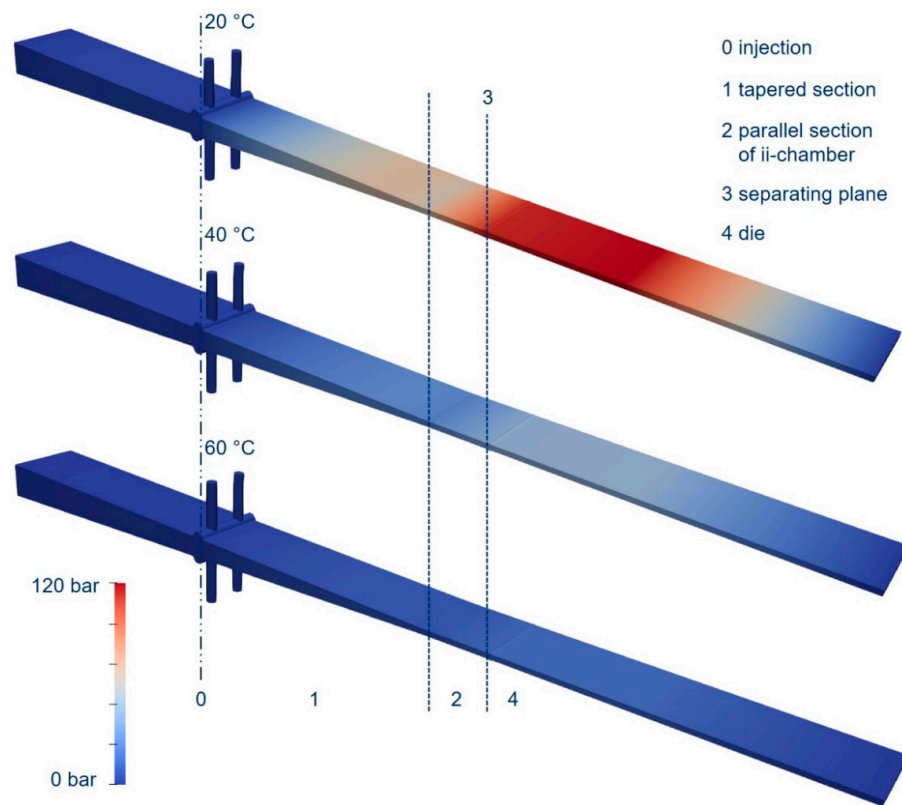 20 °C
0 injection
1 tapered section
3
2 parallel section
of ii-chamber
3 separating plane
40 °C
4 die
60 °C
120 bar
0
1
2
4
0 bar